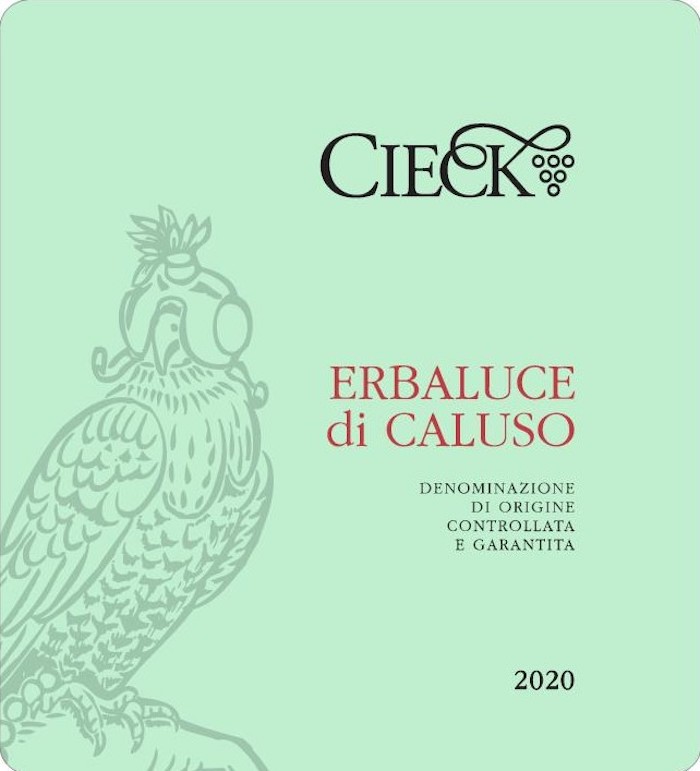 CIECK
ERBALUCE
di CALUSO
DENOMINAZIONE
DI ORIGINE
CONTROLLATA
E GARANTITA
2020